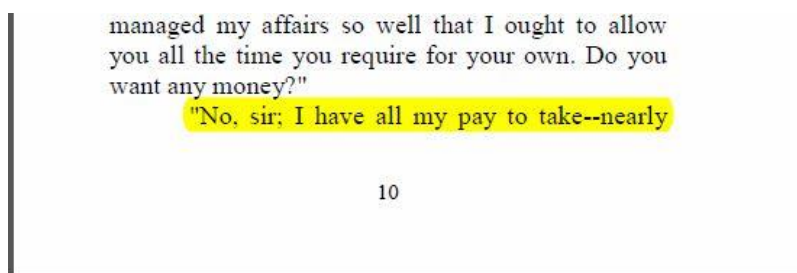 managed my affairs so well that I ought to allow
you all the time you require for your own. Do you
want any money?"
"No, sir; I have all my pay to take--nearly
10